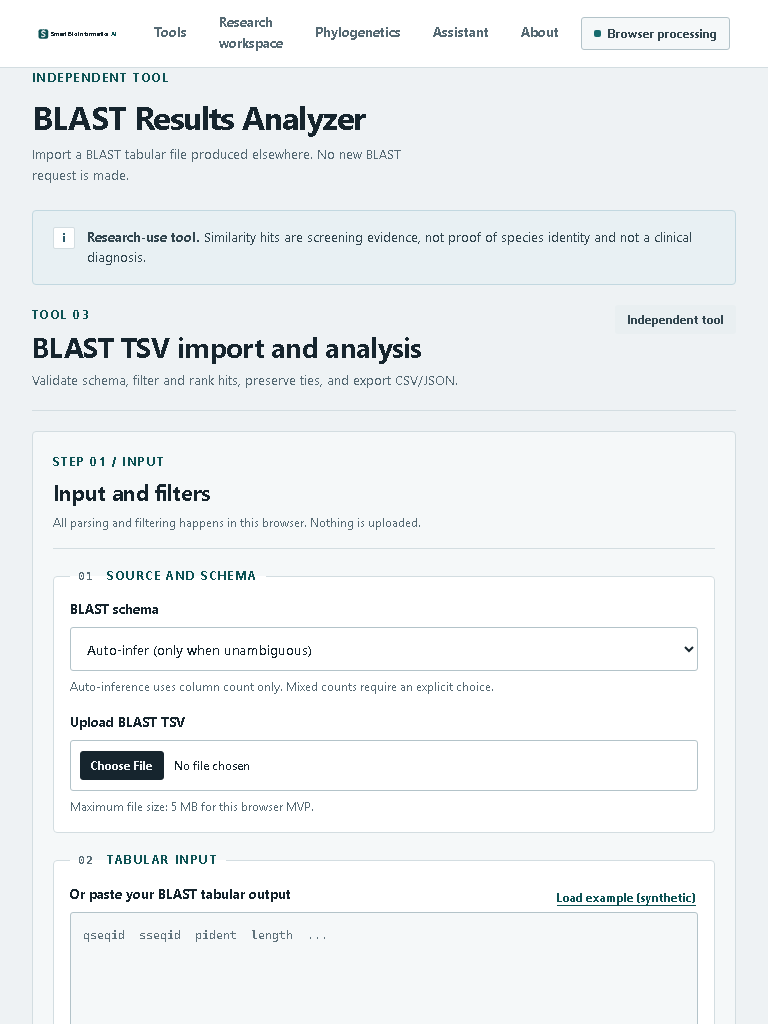 S Smart Bioinformatics AI
Tools
Research
workspace
Phylogenetics
Assistant
About
Browser processing
INDEPENDENT TOOL
BLAST Results Analyzer
Import a BLAST tabular file produced elsewhere. No new BLAST
request is made.
i
Research-use tool. Similarity hits are screening evidence, not proof of species identity and not a clinical
diagnosis.
TOOL 03
Independent tool
BLAST TSV import and analysis
Validate schema, filter and rank hits, preserve ties, and export CSV/JSON.
STEP 01 / INPUT
Input and filters
All parsing and filtering happens in this browser. Nothing is uploaded.
01 SOURCE AND SCHEMA
BLAST schema
Auto-infer (only when unambiguous)
Auto-inference uses column count only. Mixed counts require an explicit choice.
Upload BLAST TSV
Choose File No file chosen
Maximum file size: 5 MB for this browser MVP.
02 TABULAR INPUT
Or paste your BLAST tabular output
Load example (synthetic)
qseqid sseqid pident length ...